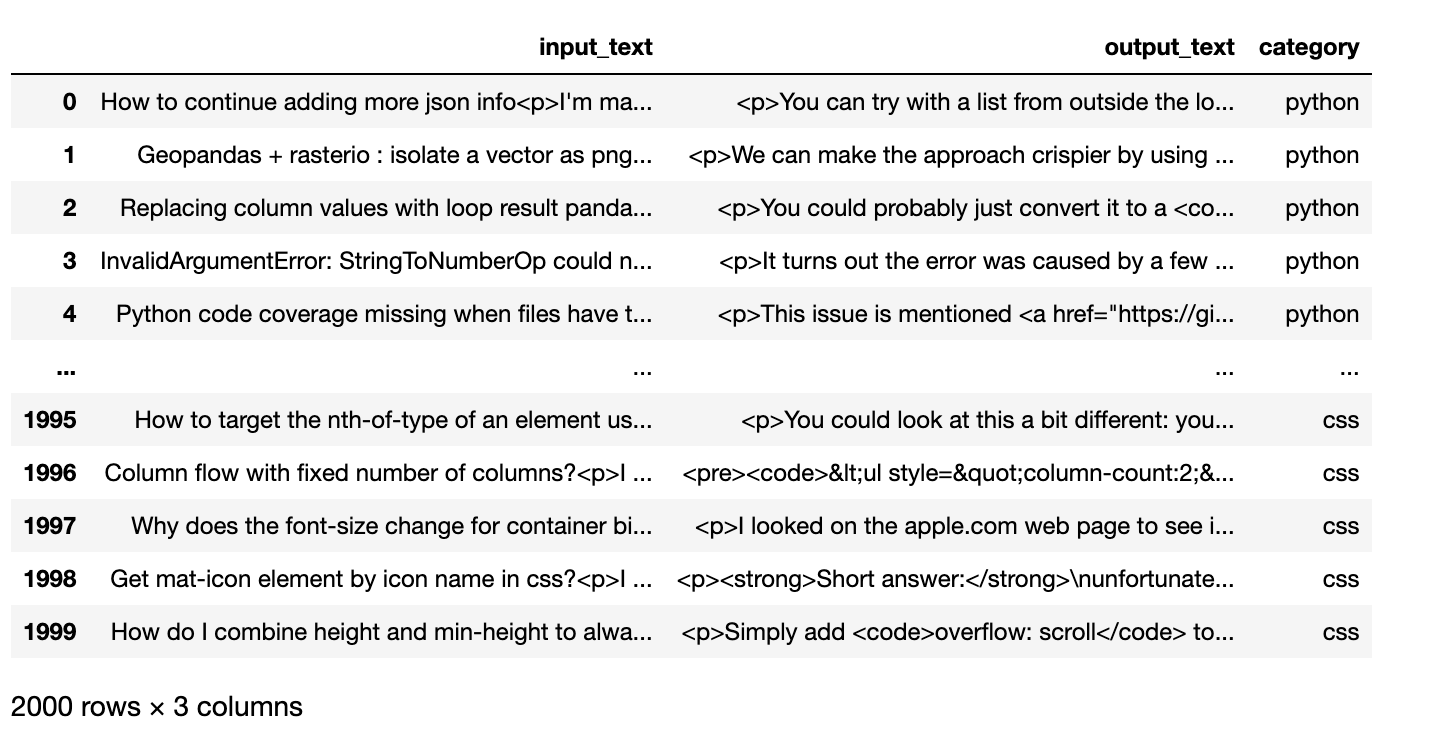 input_text output_text category
0 How to continue adding more json info<p>I'm ma... <p>You can try with a list from outside the lo... python
1 Geopandas + rasterio : isolate a vector as png... <p>We can make the approach crispier by using ... python
2 Replacing column values with loop result panda... <p>You could probably just convert it to a <co... python
3 InvalidArgumentError: StringToNumberOp could n... <p>It turns out the error was caused by a few ... python
4 Python code coverage missing when files have t... <p>This issue is mentioned <a href="https://gi... python
... ... ... ...
1995 How to target the nth-of-type of an element us... <p>You could look at this a bit different: you... css
1996 Column flow with fixed number of columns?<p>I ... <pre><code>&lt;ul style=&quot;column-count:2;&... css
1997 Why does the font-size change for container bi... <p>I looked on the apple.com web page to see i... css
1998 Get mat-icon element by icon name in css?<p>I ... <p><strong>Short answer:</strong>\nunfortunate... css
1999 How do I combine height and min-height to alwa... <p>Simply add <code>overflow: scroll</code> to... css
2000 rows × 3 columns